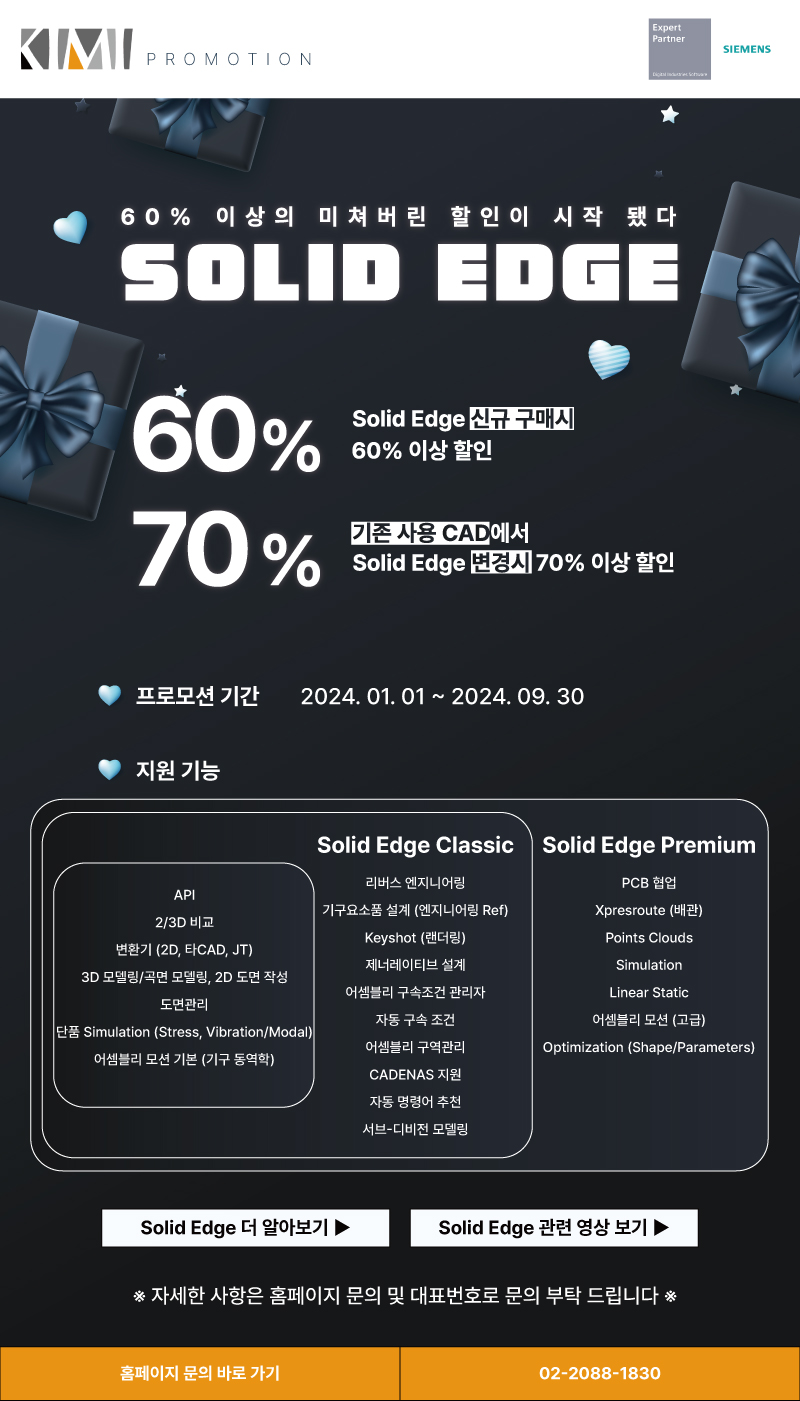 KIMI PROMOTION
Expert
Partner
Digital Industries Software
SIEMENS
60% 이상의 미쳐버린 할인이 시작 됐다
SOLID EDGE
60%
Solid Edge 신규 구매시
60% 이상 할인
70%
기존 사용 CAD에서
Solid Edge 변경시 70% 이상 할인
프로모션 기간 2024. 01. 01 ~ 2024. 09. 30
지원 기능
API
2/3D 비교
변환기 (2D, 타CAD, JT)
3D 모델링/곡면 모델링, 2D 도면 작성
도면관리
단품 Simulation (Stress, Vibration/Modal)
어셈블리 모션 기본 (기구 동역학)
Solid Edge Classic
리버스 엔지니어링
기구요소품 설계 (엔지니어링 Ref)
Keyshot (랜더링)
제너레이티브 설계
어셈블리 구속조건 관리자
자동 구속 조건
어셈블리 구역관리
CADENAS 지원
자동 명령어 추천
서브-디비전 모델링
Solid Edge Premium
PCB 협업
Xpresroute (배관)
Points Clouds
Simulation
Linear Static
어셈블리 모션 (고급)
Optimization (Shape/Parameters)
Solid Edge 더 알아보기 ▶
Solid Edge 관련 영상 보기 ▶
※ 자세한 사항은 홈페이지 문의 및 대표번호로 문의 부탁 드립니다 ※
홈페이지 문의 바로 가기
02-2088-1830